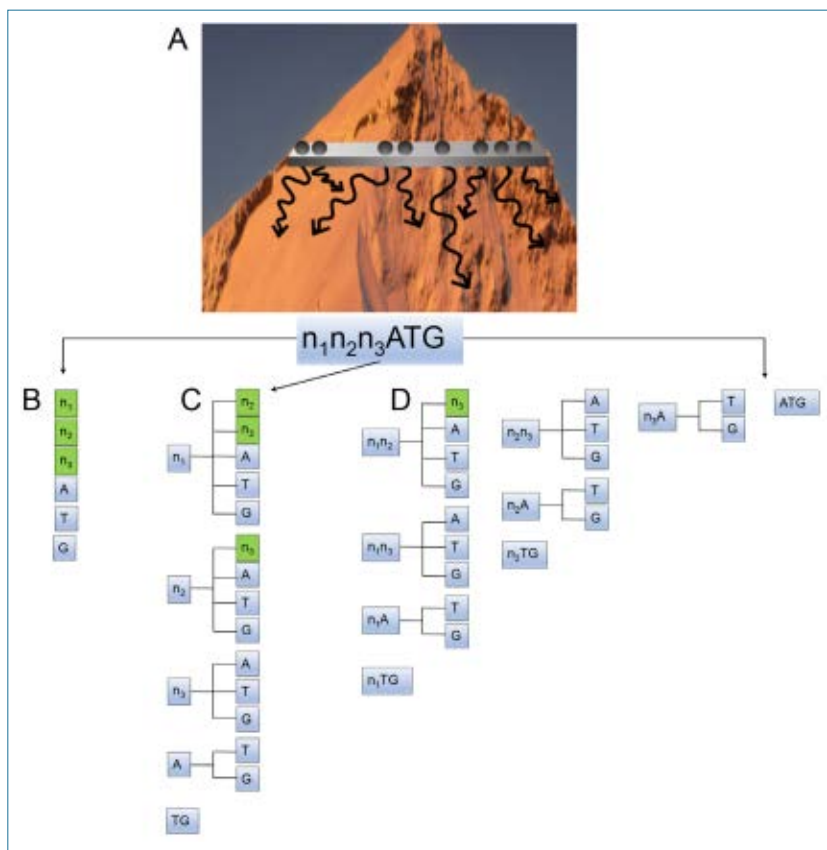 A
n₁n₂n₃ATG
B
n₁
n₂
n₃
A
T
G
C
n₁
n₂
n₃
A
T
G
n₂
n₃
A
T
G
n₃
A
T
G
A
T
G
TG
D
n₁n₂
n₃
A
T
G
n₁n₃
A
T
G
n₁A
T
G
n₁TG
n₂n₃
A
T
G
n₂A
T
G
n₂TG
n₃A
T
G
ATG